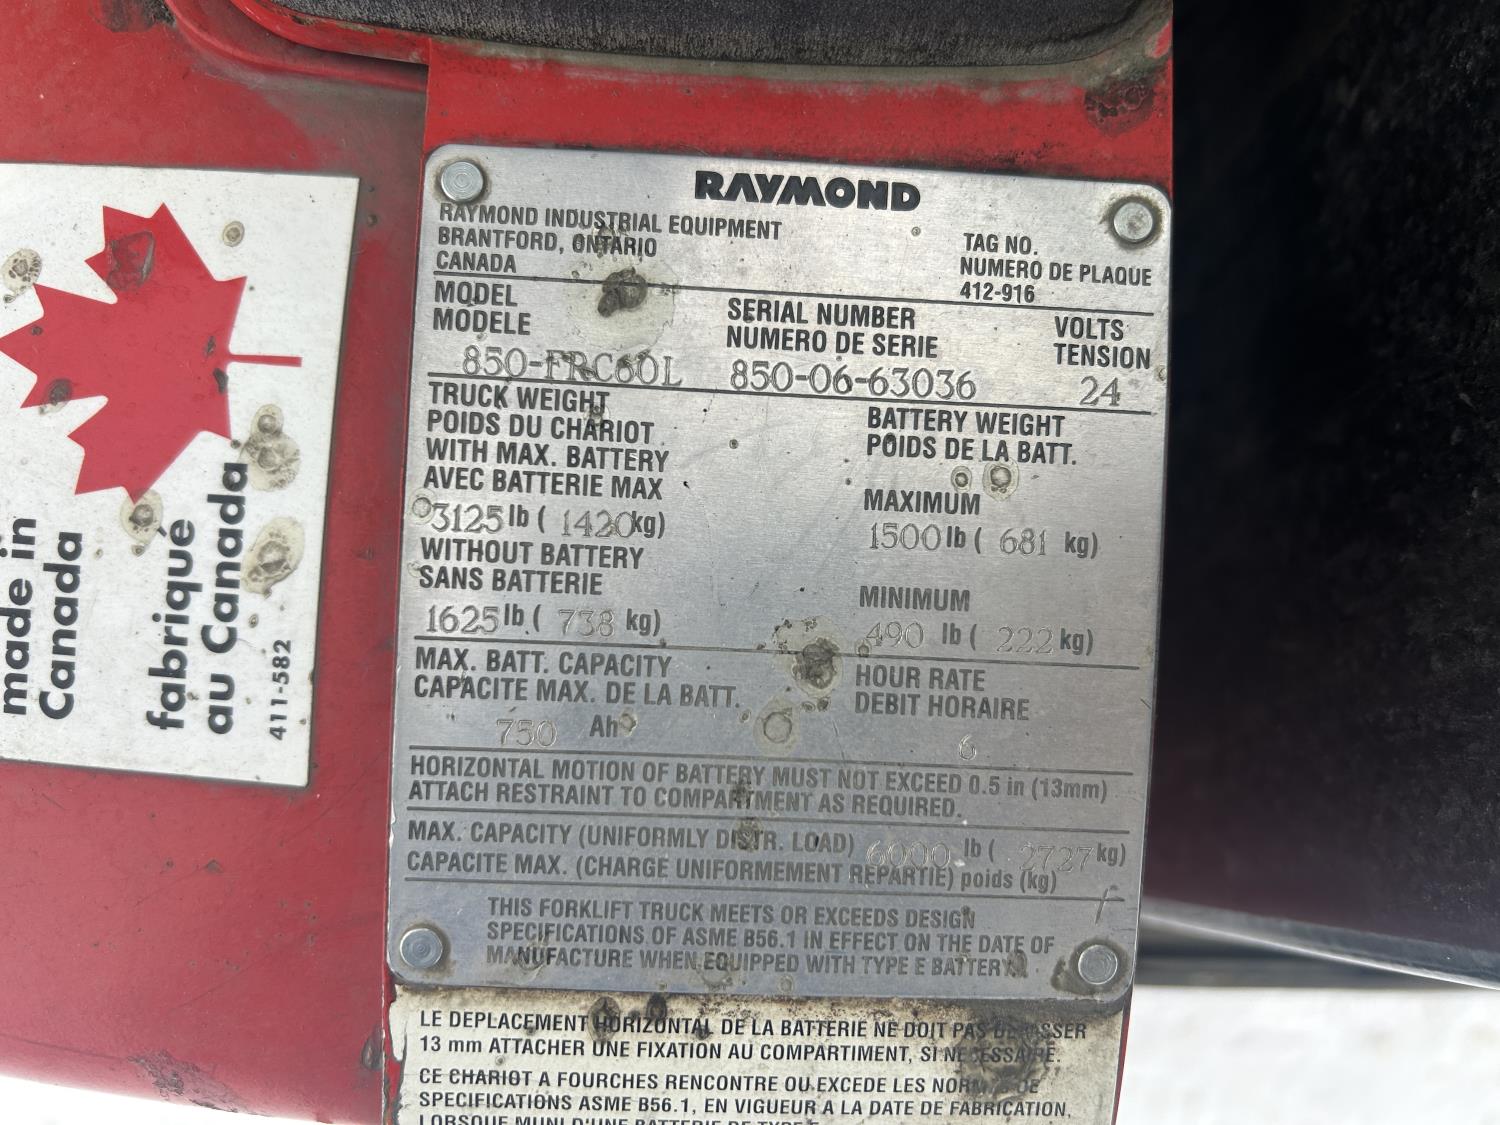 RAYMOND
RAYMOND INDUSTRIAL EQUIPMENT
BRANTFORD, ONTARIO
CANADA
TAG NO.
NUMERO DE PLAQUE
412-916
MODEL
MODELE
850-FRC60L
SERIAL NUMBER
NUMERO DE SERIE
850-06-63036
VOLTS
TENSION
24
TRUCK WEIGHT
POIDS DU CHARIOT
WITH MAX. BATTERY
AVEC BATTERIE MAX
3125 lb ( 1420 kg)
WITHOUT BATTERY
SANS BATTERIE
1625 lb ( 738 kg)
BATTERY WEIGHT
POIDS DE LA BATT.
MAXIMUM
1500 lb ( 681 kg)
MINIMUM
490 lb ( 222 kg)
MAX. BATT. CAPACITY
CAPACITE MAX. DE LA BATT.
750 Ah
HOUR RATE
DEBIT HORAIRE
6
HORIZONTAL MOTION OF BATTERY MUST NOT EXCEED 0.5 in (13mm)
ATTACH RESTRAINT TO COMPARTMENT AS REQUIRED.
MAX. CAPACITY (UNIFORMLY DISTR. LOAD) 6000 lb ( 2727 kg)
CAPACITE MAX. (CHARGE UNIFORMEMENT REPARTIE) poids (kg)
THIS FORKLIFT TRUCK MEETS OR EXCEEDS DESIGN
SPECIFICATIONS OF ASME B56.1 IN EFFECT ON THE DATE OF
MANUFACTURE WHEN EQUIPPED WITH TYPE E BATTERY.
LE DEPLACEMENT HORIZONTAL DE LA BATTERIE NE DOIT PAS DEPASSER
13 mm ATTACHER UNE FIXATION AU COMPARTIMENT, SI NECESSAIRE.
CE CHARIOT A FOURCHES RENCONTRE OU EXCEDE LES NORMES DE
SPECIFICATIONS ASME B56.1, EN VIGUEUR A LA DATE DE FABRICATION,
LORSQUE MUNI D'UNE BATTERIE DE TYPE E
made in
Canada
fabriqué
au Canada
411-582